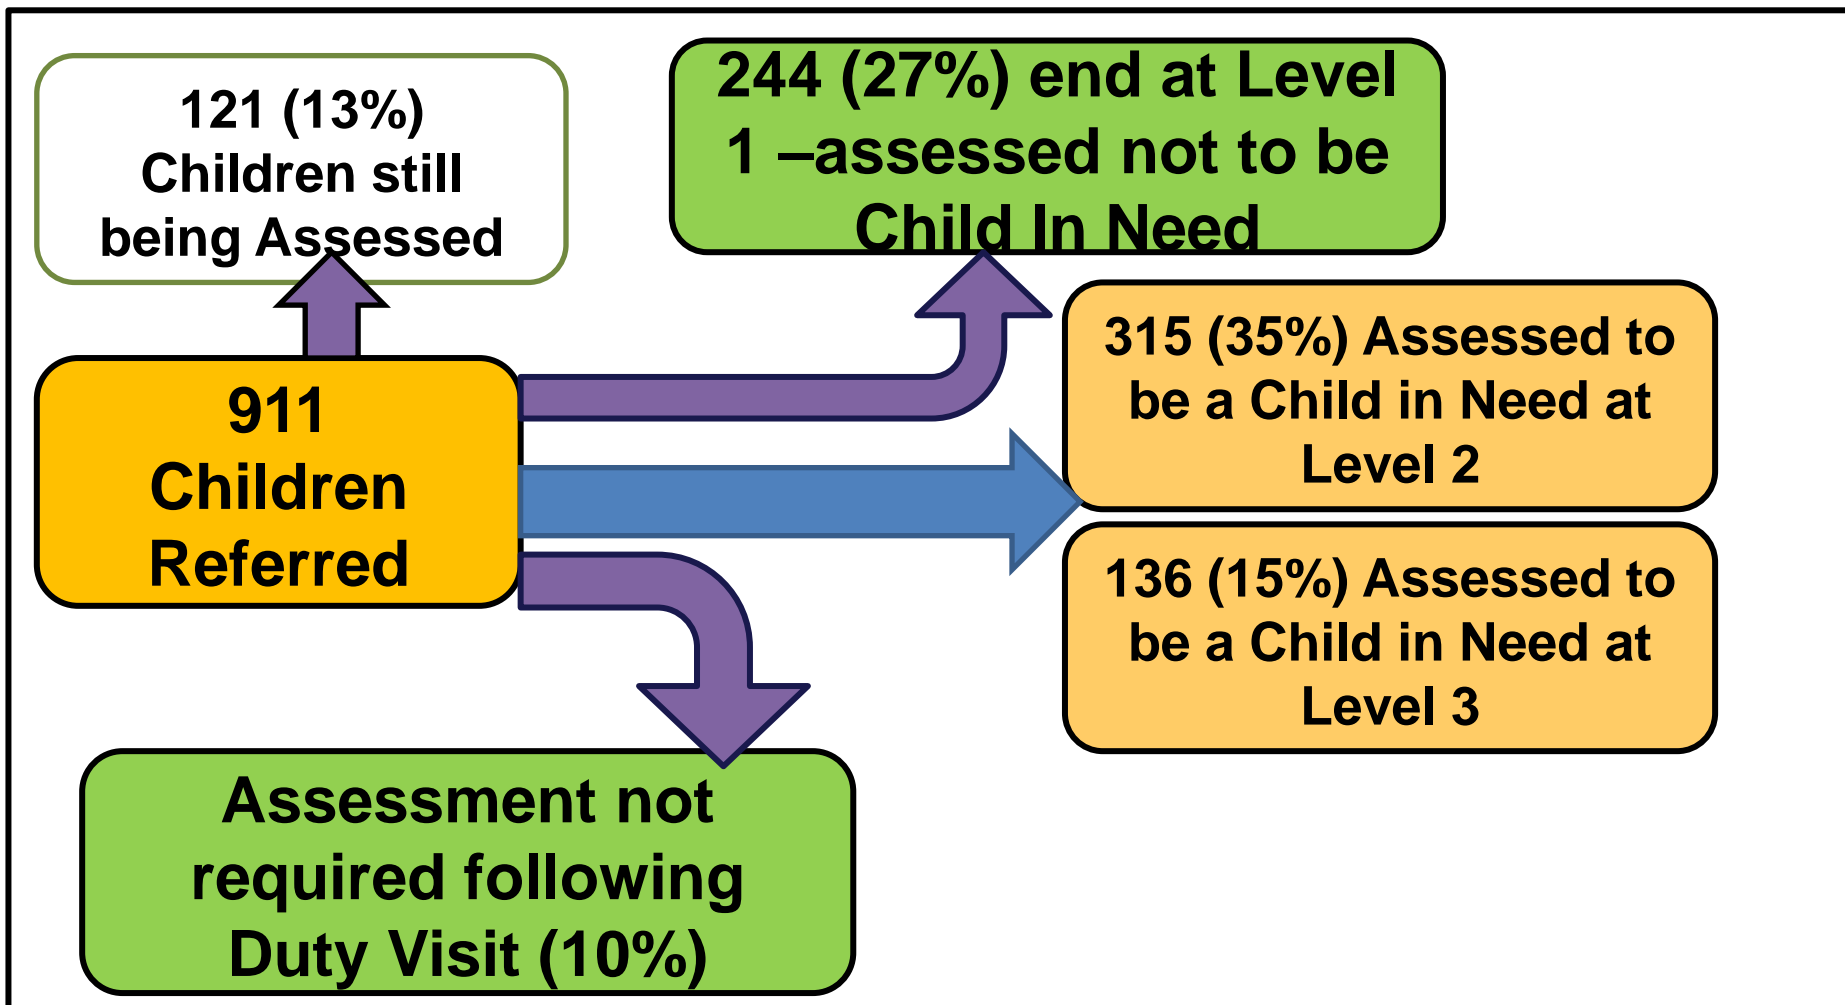 121 (13%)
Children still
being Assessed
244 (27%) end at Level
1 –assessed not to be
Child In Need
911
Children
Referred
315 (35%) Assessed to
be a Child in Need at
Level 2
136 (15%) Assessed to
be a Child in Need at
Level 3
Assessment not
required following
Duty Visit (10%)